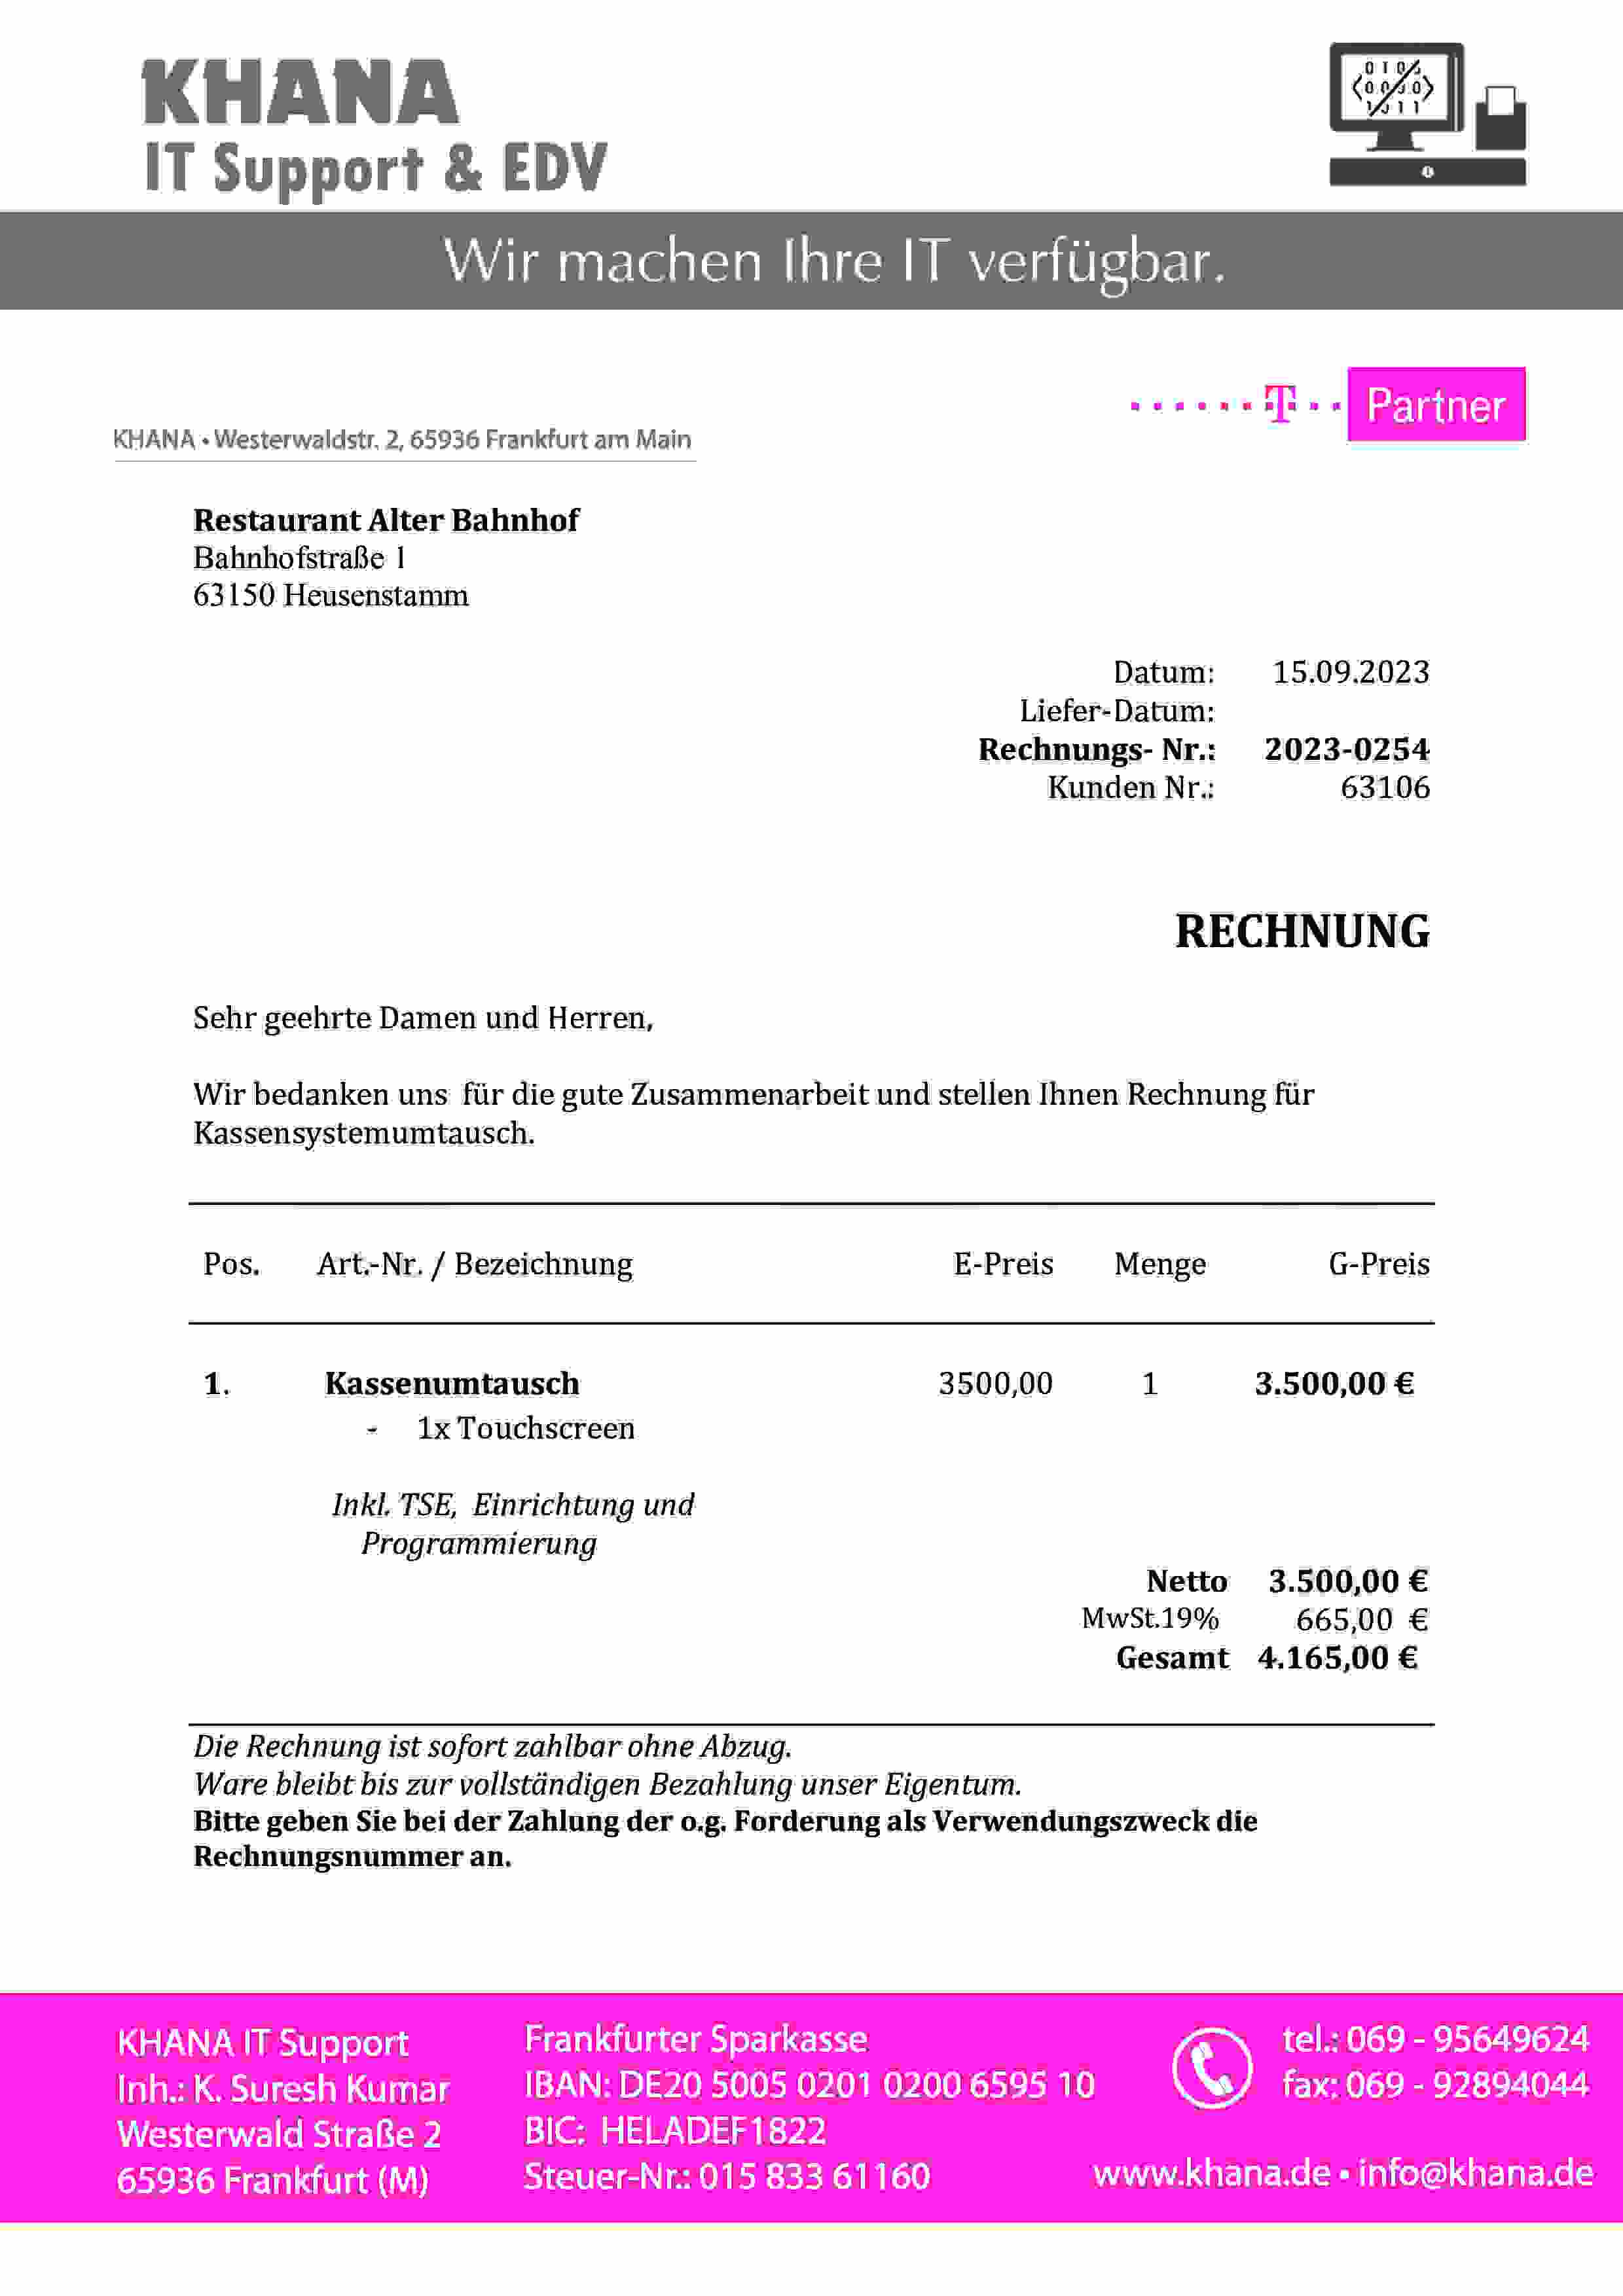 KHANA
IT Support & EDV
Wir machen Ihre IT verfügbar.
T Partner
KHANA • Westerwaldstr. 2, 65936 Frankfurt am Main
Restaurant Alter Bahnhof
Bahnhofstraße 1
63150 Heusenstamm
Datum: 15.09.2023
Liefer-Datum:
Rechnungs- Nr.: 2023-0254
Kunden Nr.: 63106
RECHNUNG
Sehr geehrte Damen und Herren,
Wir bedanken uns für die gute Zusammenarbeit und stellen Ihnen Rechnung für
Kassensystemumtausch.
Pos. Art.-Nr. / Bezeichnung E-Preis Menge G-Preis
1. Kassenumtausch 3500,00 1 3.500,00 €
- 1x Touchscreen
Inkl. TSE, Einrichtung und
Programmierung
Netto 3.500,00 €
MwSt.19% 665,00 €
Gesamt 4.165,00 €
Die Rechnung ist sofort zahlbar ohne Abzug.
Ware bleibt bis zur vollständigen Bezahlung unser Eigentum.
Bitte geben Sie bei der Zahlung der o.g. Forderung als Verwendungszweck die
Rechnungsnummer an.
KHANA IT Support
Inh.: K. Suresh Kumar
Westerwald Straße 2
65936 Frankfurt (M)
Frankfurter Sparkasse
IBAN: DE20 5005 0201 0200 6595 10
BIC: HELADEF1822
Steuer-Nr.: 015 833 61160
tel.: 069 - 95649624
fax: 069 - 92894044
www.khana.de • info@khana.de